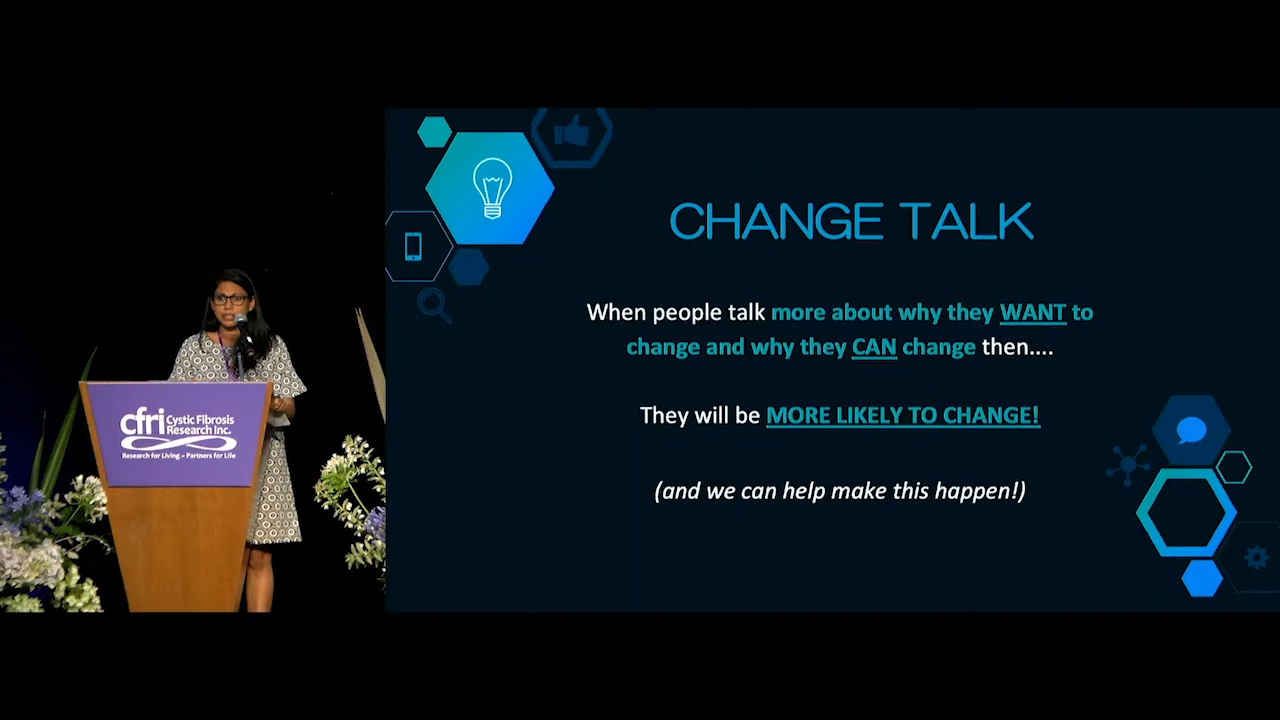 CHANGE TALK
When people talk more about why they WANT to
change and why they CAN change then....
They will be MORE LIKELY TO CHANGE!
(and we can help make this happen!)
cfri Cystic Fibrosis
Research Inc.
Research for Living – Partners for Life